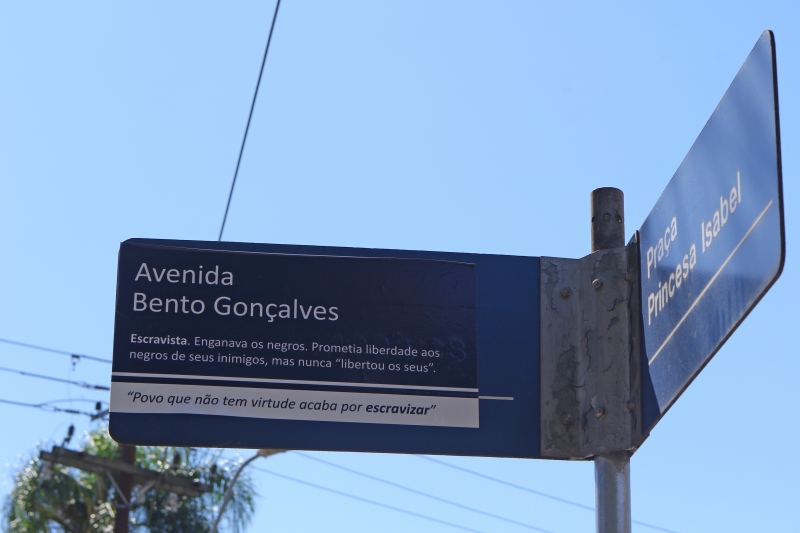 Avenida
Bento Gonçalves
Escravista. Enganava os negros. Prometia liberdade aos
negros de seus inimigos, mas nunca "libertou os seus".
"Povo que não tem virtude acaba por escravizar"
Praça
Princesa Isabel